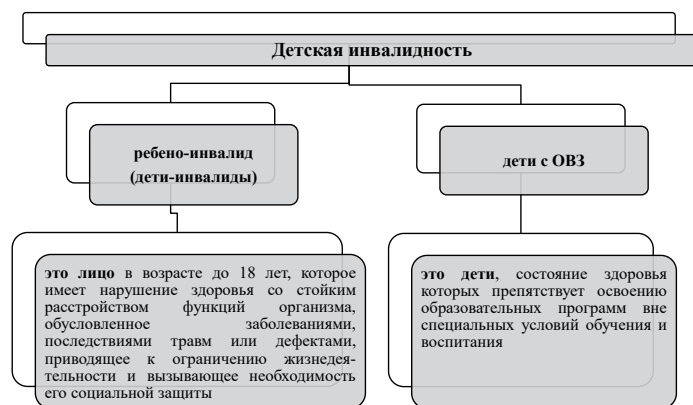 Детская инвалидность
ребено-инвалид
(дети-инвалиды)
дети с ОВЗ
это лицо в возрасте до 18 лет, которое
имеет нарушение здоровья со стойким
расстройством функций организма,
обусловленное заболеваниями,
последствиями травм или дефектами,
приводящее к ограничению жизнедея-
тельности и вызывающее необходимость
его социальной защиты
это дети, состояние здоровья
которых препятствует освоению
образовательных программ вне
специальных условий обучения и
воспитания